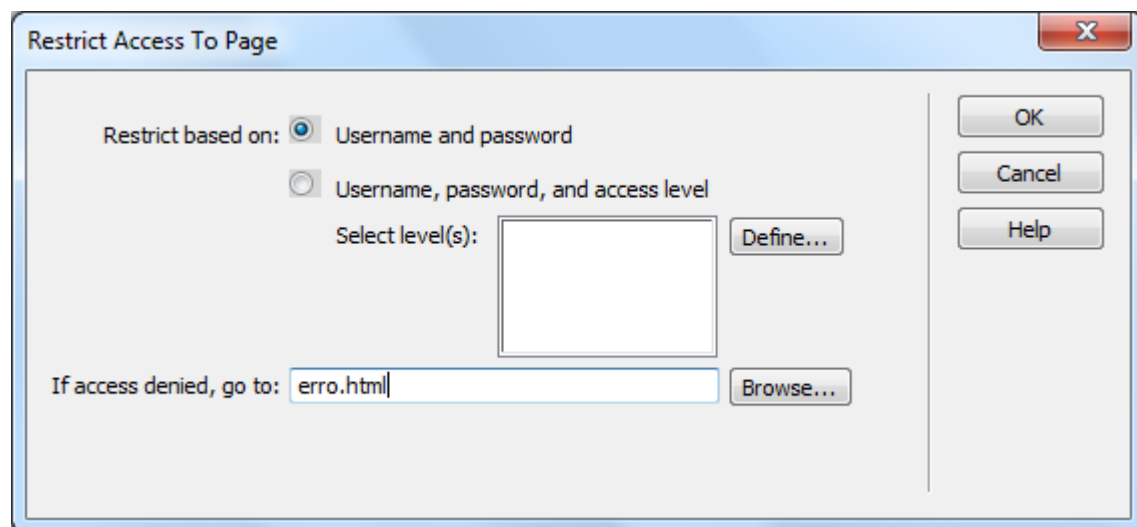 Restrict Access To Page
Restrict based on: Username and password
Username, password, and access level
Select level(s):
Define...
If access denied, go to: erro.html
Browse...
OK
Cancel
Help